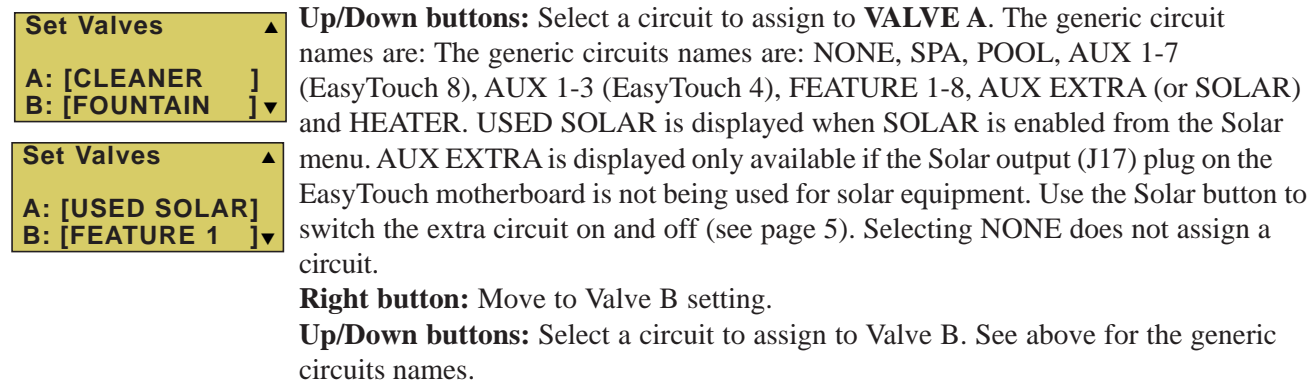 Set Valves ▲
A: [CLEANER ]
B: [FOUNTAIN ]▼
Set Valves ▲
A: [USED SOLAR]
B: [FEATURE 1 ]▼
Up/Down buttons: Select a circuit to assign to VALVE A. The generic circuit
names are: The generic circuits names are: NONE, SPA, POOL, AUX 1-7
(EasyTouch 8), AUX 1-3 (EasyTouch 4), FEATURE 1-8, AUX EXTRA (or SOLAR)
and HEATER. USED SOLAR is displayed when SOLAR is enabled from the Solar
menu. AUX EXTRA is displayed only available if the Solar output (J17) plug on the
EasyTouch motherboard is not being used for solar equipment. Use the Solar button to
switch the extra circuit on and off (see page 5). Selecting NONE does not assign a
circuit.
Right button: Move to Valve B setting.
Up/Down buttons: Select a circuit to assign to Valve B. See above for the generic
circuits names.